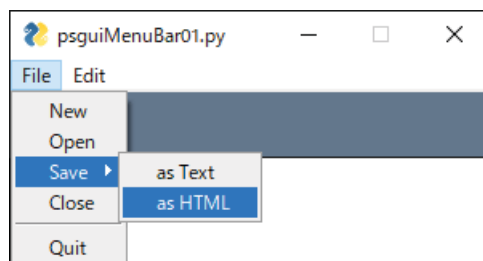 psguiMenuBar01.py
File Edit
New
Open
Save
as Text
Close
as HTML
Quit